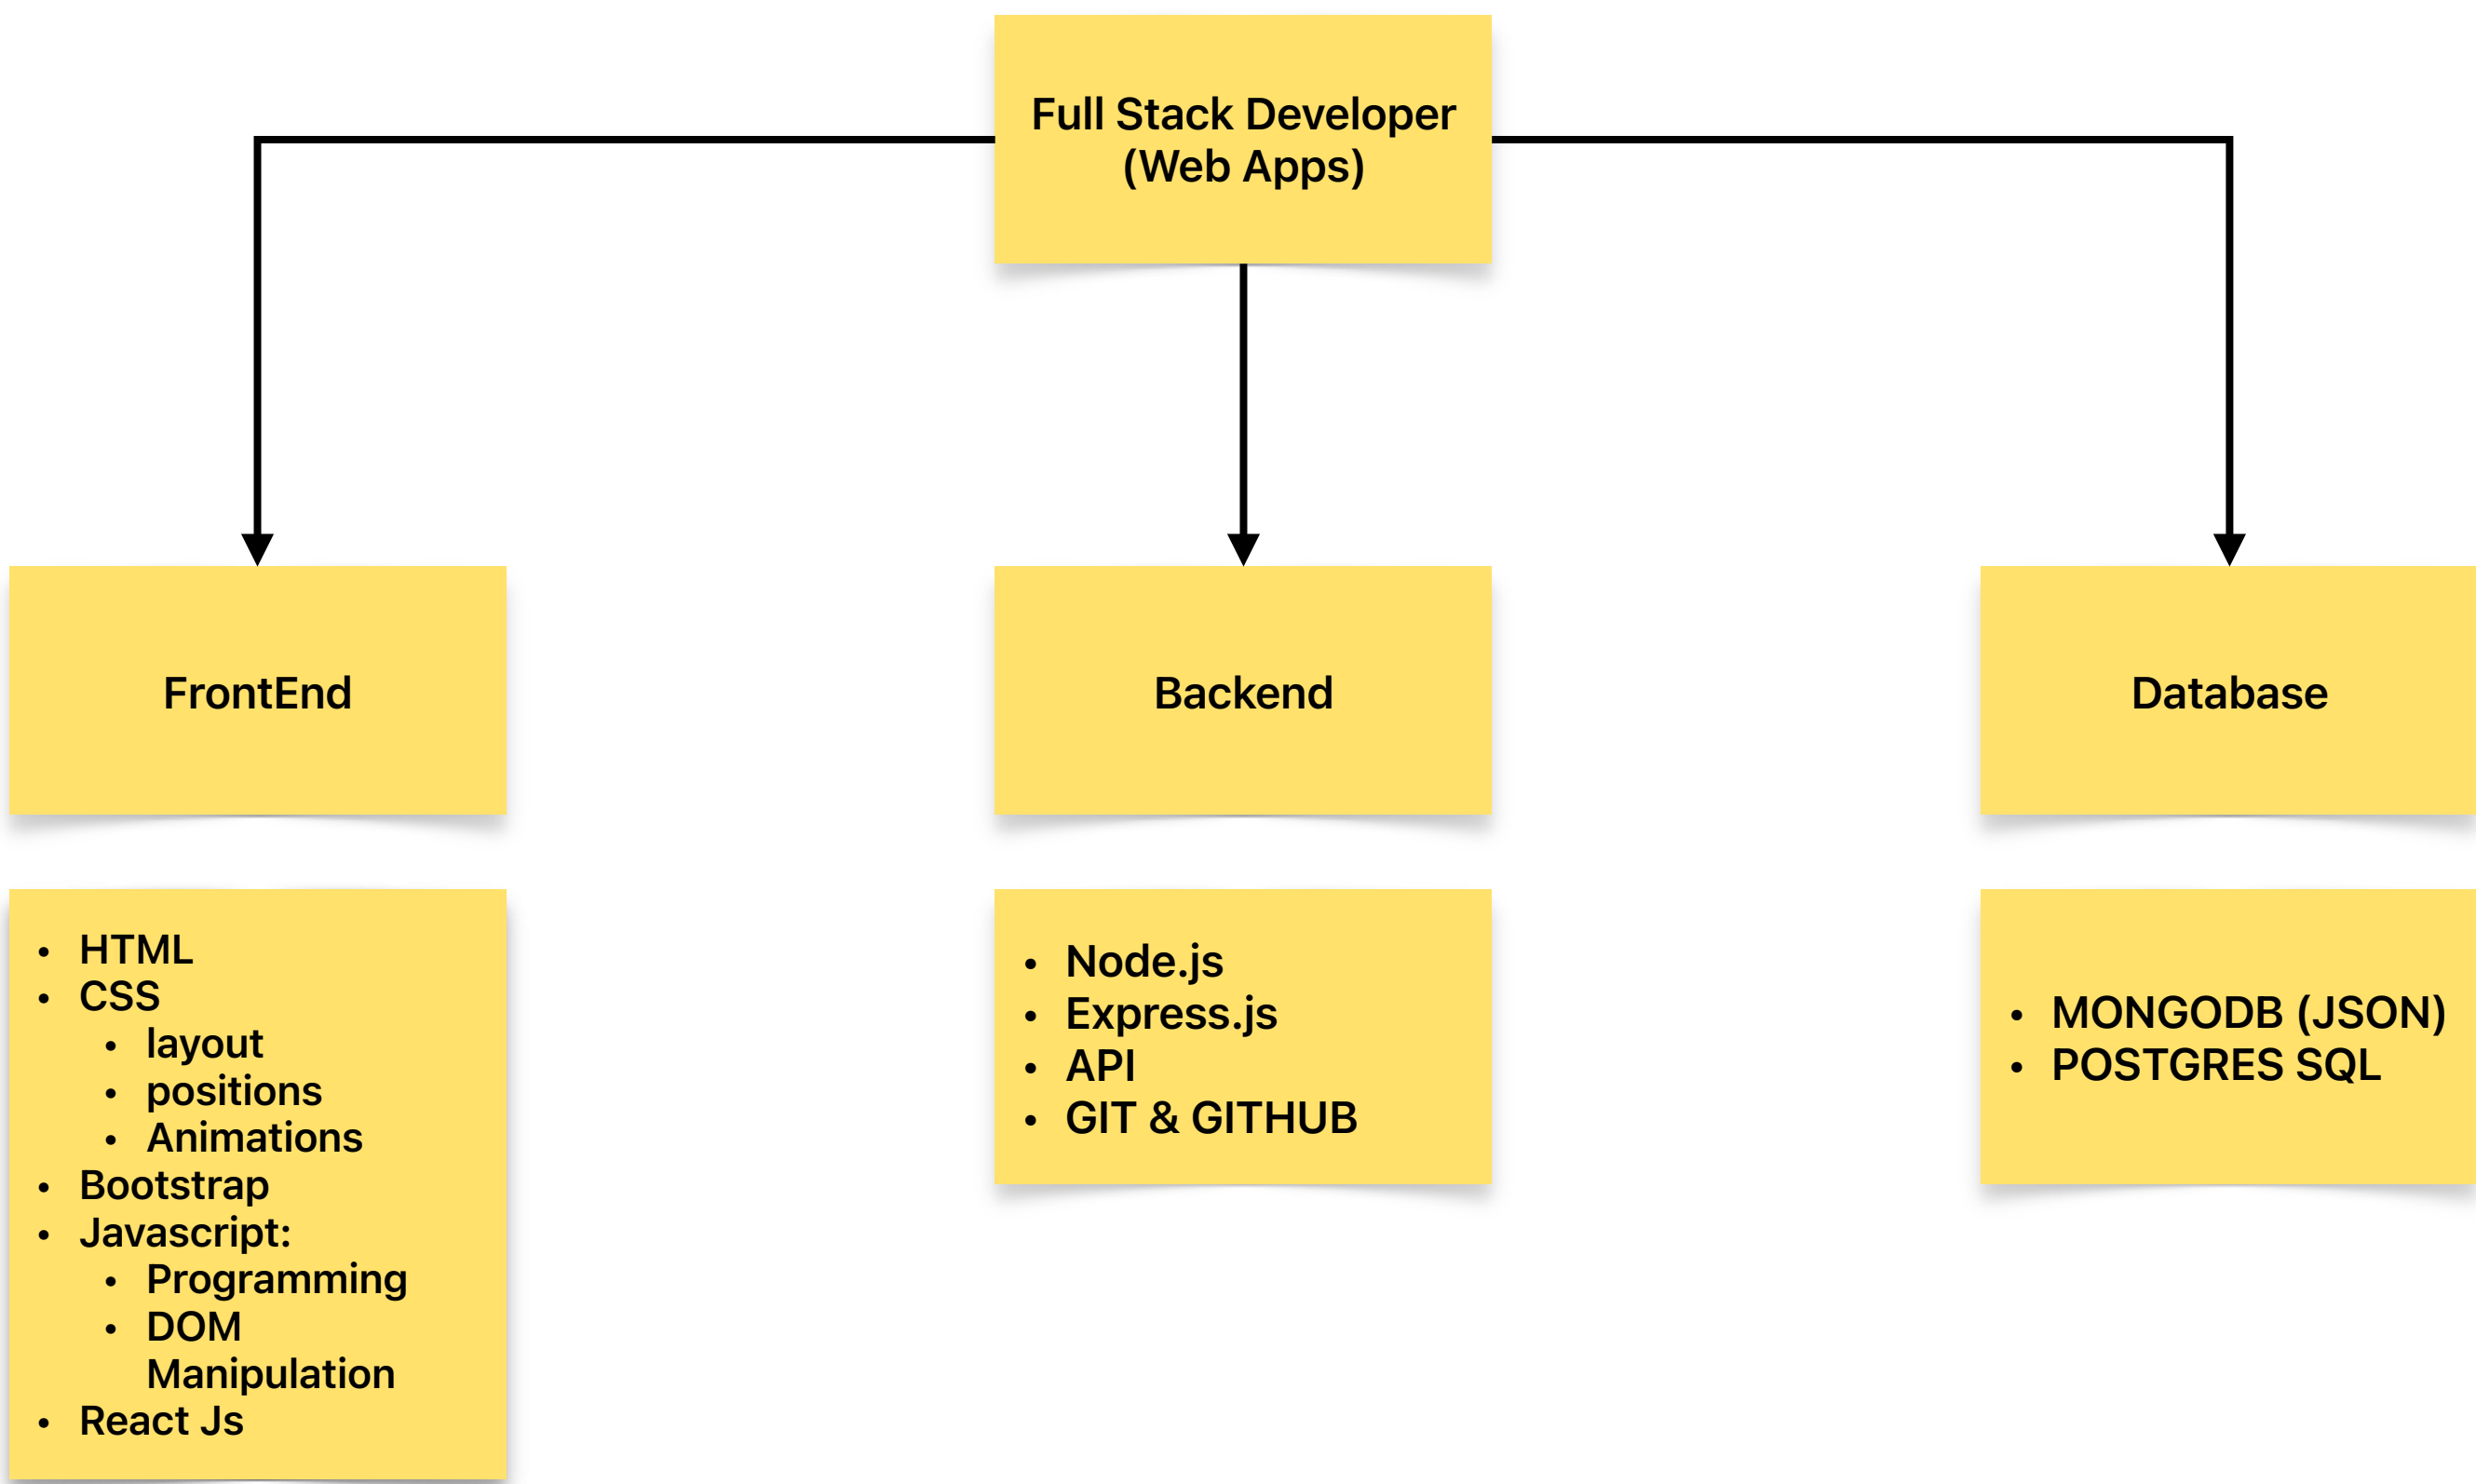 Full Stack Developer
(Web Apps)
FrontEnd
Backend
Database
• HTML
• CSS
• layout
• positions
• Animations
• Bootstrap
• Javascript:
• Programming
• DOM
Manipulation
• React Js
• Node.js
• Express.js
• API
• GIT & GITHUB
• MONGODB (JSON)
• POSTGRES SQL